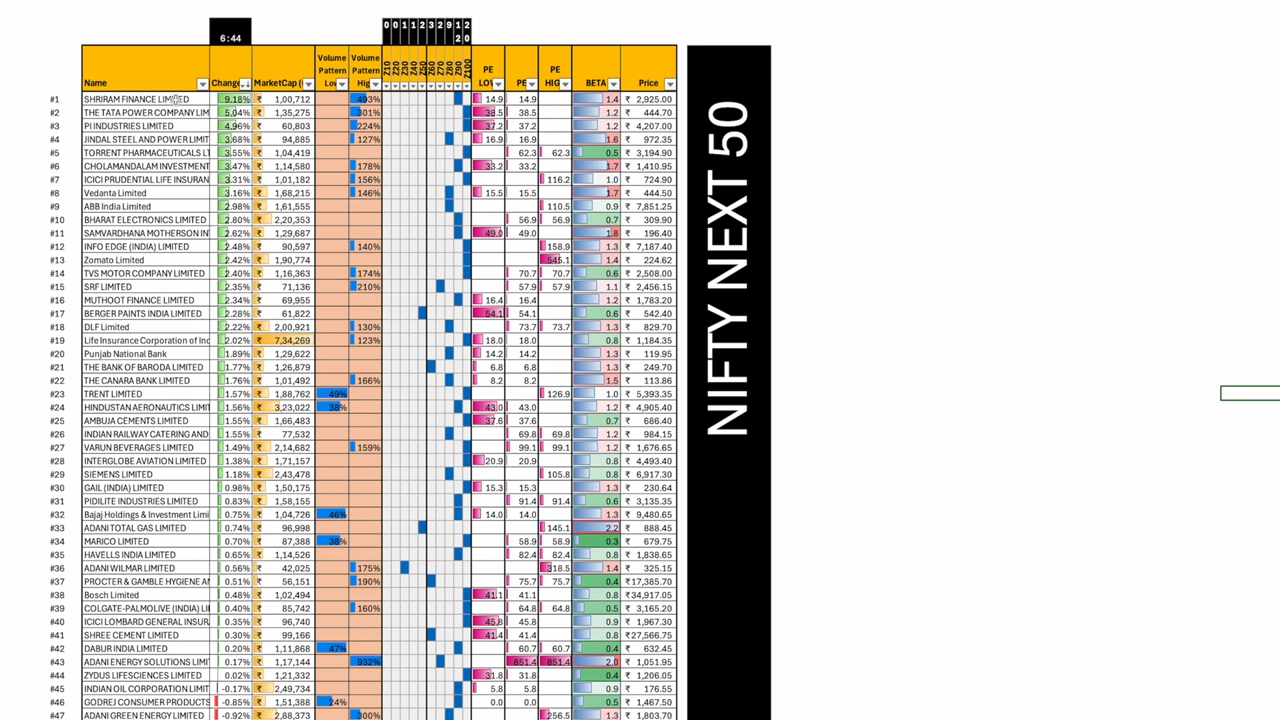 0 0 1 1 2 3 2 9 12 20
6:44
Name Change MarketCap ( Volume Pattern Low Volume Pattern Hig Z10 Z20 Z30 Z40 Z50 Z60 Z70 Z80 Z90 Z100 PE LOW PE PE HIG BETA Price
#1 SHRIRAM FINANCE LIMITED 9.18% ₹ 1,00,712 493% 14.9 14.9 1.4 ₹ 2,925.00
#2 THE TATA POWER COMPANY LIM 5.04% ₹ 1,35,275 301% 38.5 38.5 1.2 ₹ 444.70
#3 PI INDUSTRIES LIMITED 4.96% ₹ 60,803 224% 37.2 37.2 1.2 ₹ 4,207.00
#4 JINDAL STEEL AND POWER LIMIT 3.68% ₹ 94,885 127% 16.9 16.9 1.6 ₹ 972.35
#5 TORRENT PHARMACEUTICALS LT 3.55% ₹ 1,04,419 62.3 62.3 0.5 ₹ 3,194.90
#6 CHOLAMANDALAM INVESTMENT 3.47% ₹ 1,14,580 178% 33.2 33.2 1.7 ₹ 1,410.95
#7 ICICI PRUDENTIAL LIFE INSURAN 3.31% ₹ 1,01,182 156% 116.2 1.0 ₹ 724.90
#8 Vedanta Limited 3.16% ₹ 1,68,215 146% 15.5 15.5 1.7 ₹ 444.50
#9 ABB India Limited 2.98% ₹ 1,61,555 110.5 0.9 ₹ 7,851.25
#10 BHARAT ELECTRONICS LIMITED 2.80% ₹ 2,20,353 56.9 56.9 0.7 ₹ 309.90
#11 SAMVARDHANA MOTHERSON IN 2.62% ₹ 1,29,687 49.0 49.0 1.8 ₹ 196.40
#12 INFO EDGE (INDIA) LIMITED 2.48% ₹ 90,597 140% 158.9 1.3 ₹ 7,187.40
#13 Zomato Limited 2.42% ₹ 1,90,774 545.1 1.4 ₹ 224.62
#14 TVS MOTOR COMPANY LIMITED 2.40% ₹ 1,16,363 174% 70.7 70.7 0.6 ₹ 2,508.00
#15 SRF LIMITED 2.35% ₹ 71,136 210% 57.9 57.9 1.1 ₹ 2,456.15
#16 MUTHOOT FINANCE LIMITED 2.34% ₹ 69,955 16.4 16.4 1.2 ₹ 1,783.20
#17 BERGER PAINTS INDIA LIMITED 2.28% ₹ 61,822 54.1 54.1 0.6 ₹ 542.40
#18 DLF Limited 2.22% ₹ 2,00,921 130% 73.7 73.7 1.3 ₹ 829.70
#19 Life Insurance Corporation of Inc 2.02% ₹ 7,34,269 123% 18.0 18.0 0.8 ₹ 1,184.35
#20 Punjab National Bank 1.89% ₹ 1,29,622 14.2 14.2 1.3 ₹ 119.95
#21 THE BANK OF BARODA LIMITED 1.77% ₹ 1,26,879 6.8 6.8 1.3 ₹ 249.70
#22 THE CANARA BANK LIMITED 1.76% ₹ 1,01,492 166% 8.2 8.2 1.5 ₹ 113.86
#23 TRENT LIMITED 1.57% ₹ 1,88,762 49% 126.9 1.0 ₹ 5,393.35
#24 HINDUSTAN AERONAUTICS LIMIT 1.56% ₹ 3,23,022 38% 43.0 43.0 1.2 ₹ 4,905.40
#25 AMBUJA CEMENTS LIMITED 1.55% ₹ 1,66,483 37.6 37.6 0.7 ₹ 686.40
#26 INDIAN RAILWAY CATERING AND 1.55% ₹ 77,532 69.8 69.8 1.2 ₹ 984.15
#27 VARUN BEVERAGES LIMITED 1.49% ₹ 2,14,682 159% 99.1 99.1 1.2 ₹ 1,676.65
#28 INTERGLOBE AVIATION LIMITED 1.38% ₹ 1,71,157 20.9 20.9 0.8 ₹ 4,493.40
#29 SIEMENS LIMITED 1.18% ₹ 2,43,478 105.8 0.8 ₹ 6,917.30
#30 GAIL (INDIA) LIMITED 0.98% ₹ 1,50,175 15.3 15.3 1.3 ₹ 230.64
#31 PIDILITE INDUSTRIES LIMITED 0.83% ₹ 1,58,155 91.4 91.4 0.6 ₹ 3,135.35
#32 Bajaj Holdings & Investment Limi 0.75% ₹ 1,04,726 46% 14.0 14.0 1.3 ₹ 9,480.65
#33 ADANI TOTAL GAS LIMITED 0.74% ₹ 96,998 145.1 2.2 ₹ 888.45
#34 MARICO LIMITED 0.70% ₹ 87,388 38% 58.9 58.9 0.3 ₹ 679.75
#35 HAVELLS INDIA LIMITED 0.65% ₹ 1,14,526 82.4 82.4 0.8 ₹ 1,838.65
#36 ADANI WILMAR LIMITED 0.56% ₹ 42,025 175% 318.5 1.4 ₹ 325.15
#37 PROCTER & GAMBLE HYGIENE AN 0.51% ₹ 56,151 190% 75.7 75.7 0.4 ₹ 17,385.70
#38 Bosch Limited 0.48% ₹ 1,02,494 41.1 41.1 0.8 ₹ 34,917.05
#39 COLGATE-PALMOLIVE (INDIA) LI 0.40% ₹ 85,742 160% 64.8 64.8 0.5 ₹ 3,165.20
#40 ICICI LOMBARD GENERAL INSUR 0.35% ₹ 96,740 45.8 45.8 1.3 ₹ 1,967.30
#41 SHREE CEMENT LIMITED 0.30% ₹ 99,166 41.4 41.4 0.8 ₹ 27,566.75
#42 DABUR INDIA LIMITED 0.20% ₹ 1,11,868 47% 60.7 60.7 0.4 ₹ 632.45
#43 ADANI ENERGY SOLUTIONS LIMIT 0.17% ₹ 1,17,144 932% 851.4 851.4 2.0 ₹ 1,051.95
#44 ZYDUS LIFESCIENCES LIMITED 0.02% ₹ 1,21,332 31.8 31.8 0.4 ₹ 1,206.05
#45 INDIAN OIL CORPORATION LIMIT -0.17% ₹ 2,49,734 5.8 5.8 0.9 ₹ 176.55
#46 GODREJ CONSUMER PRODUCTS -0.85% ₹ 1,51,388 24% 0.0 0.0 0.5 ₹ 1,467.50
#47 ADANI GREEN ENERGY LIMITED -0.92% ₹ 2,88,373 300% 256.5 1.3 ₹ 1,803.70
NIFTY NEXT 50